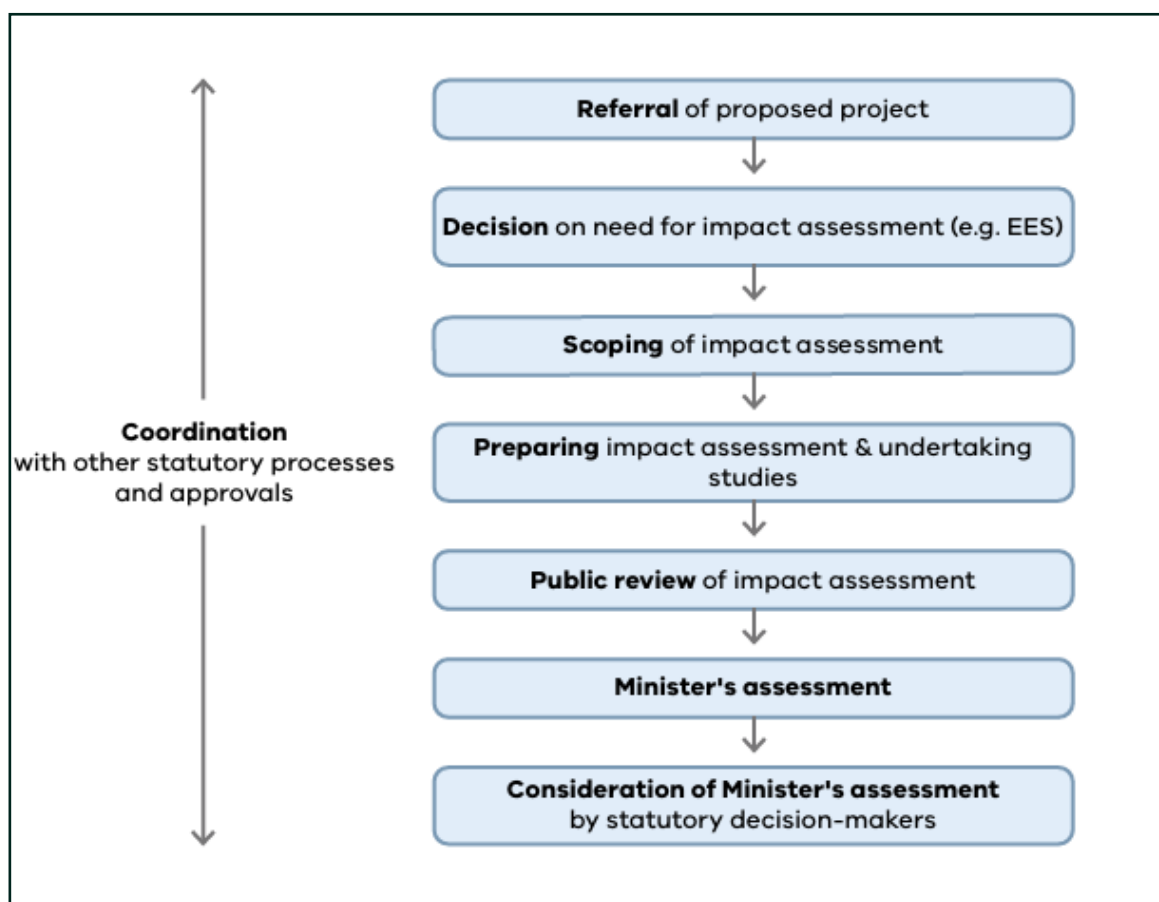 Referral of proposed project
Decision on need for impact assessment (e.g. EES)
Scoping of impact assessment
Coordination
with other statutory processes
and approvals
Preparing impact assessment & undertaking
studies
Public review of impact assessment
Minister's assessment
Consideration of Minister's assessment
by statutory decision-makers